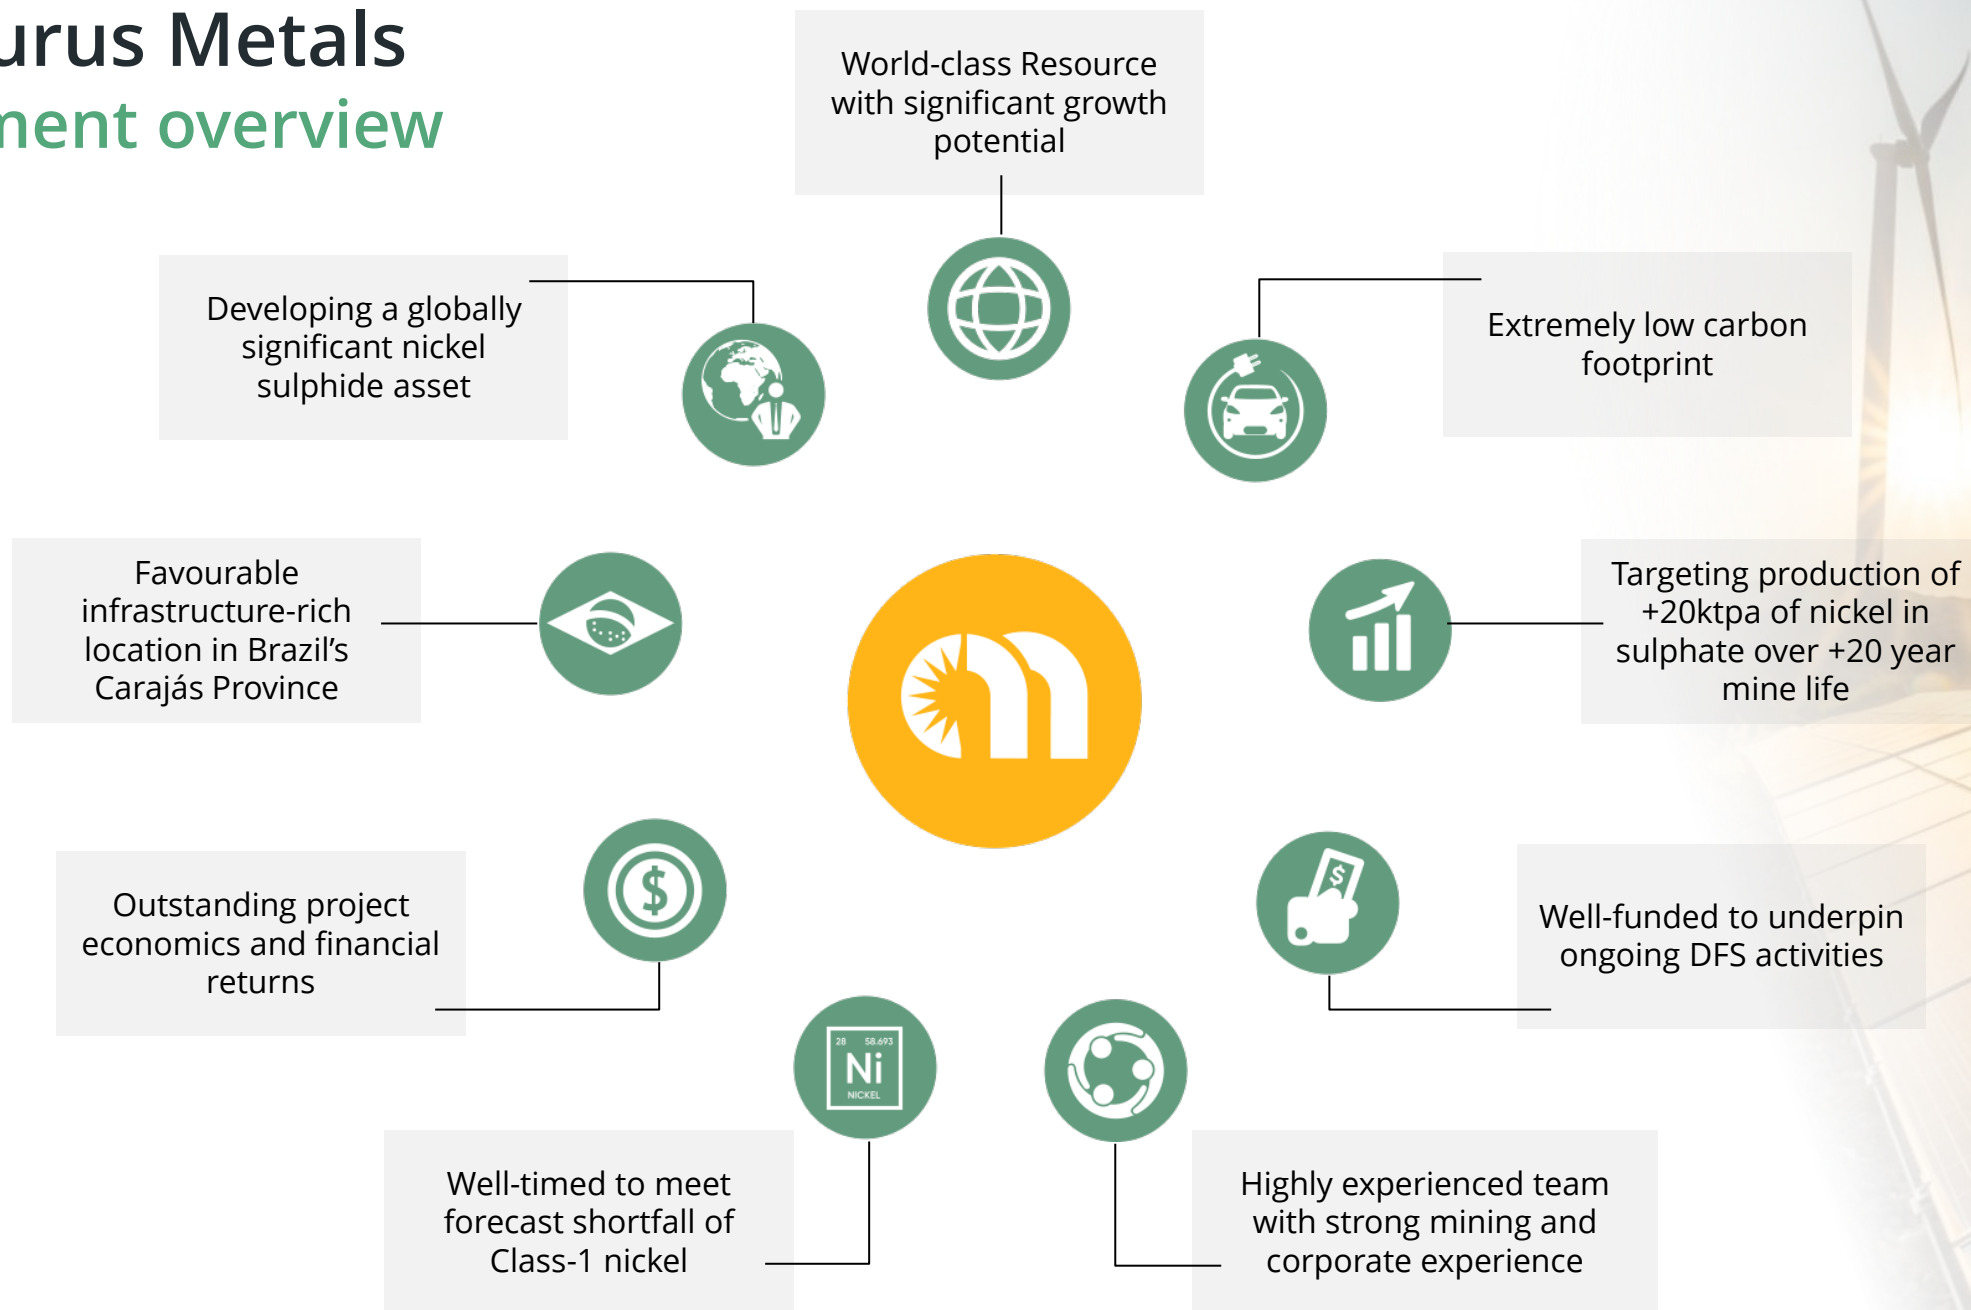 urus Metals
ment overview
World-class Resource
with significant growth
potential
Developing a globally
significant nickel
sulphide asset
Extremely low carbon
footprint
Favourable
infrastructure-rich
location in Brazil’s
Carajás Province
Targeting production of
+20ktpa of nickel in
sulphate over +20 year
mine life
Outstanding project
economics and financial
returns
$
$
Well-funded to underpin
ongoing DFS activities
28 58.693
Ni
NICKEL
Well-timed to meet
forecast shortfall of
Class-1 nickel
Highly experienced team
with strong mining and
corporate experience